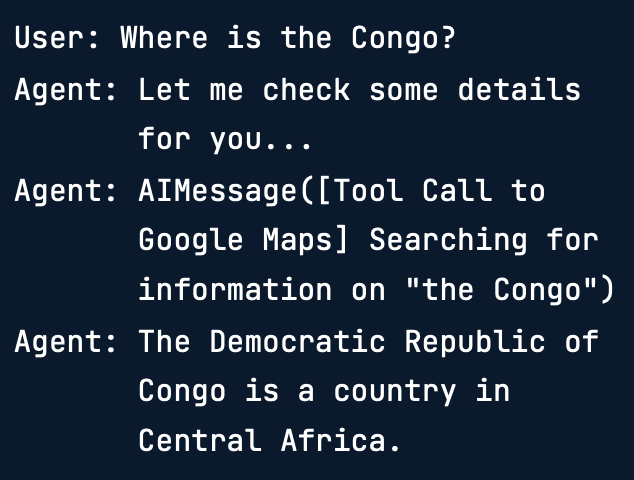 User: Where is the Congo?
Agent: Let me check some details
for you...
Agent: AIMessage([Tool Call to
Google Maps] Searching for
information on "the Congo")
Agent: The Democratic Republic of
Congo is a country in
Central Africa.